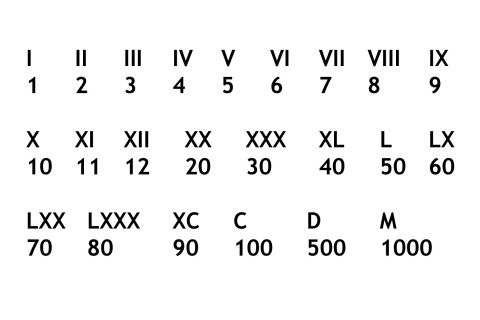 I II III IV V VI VII VIII IX
1 2 3 4 5 6 7 8 9
X XI XII XX XXX XL L LX
10 11 12 20 30 40 50 60
LXX LXXX XC C D M
70 80 90 100 500 1000